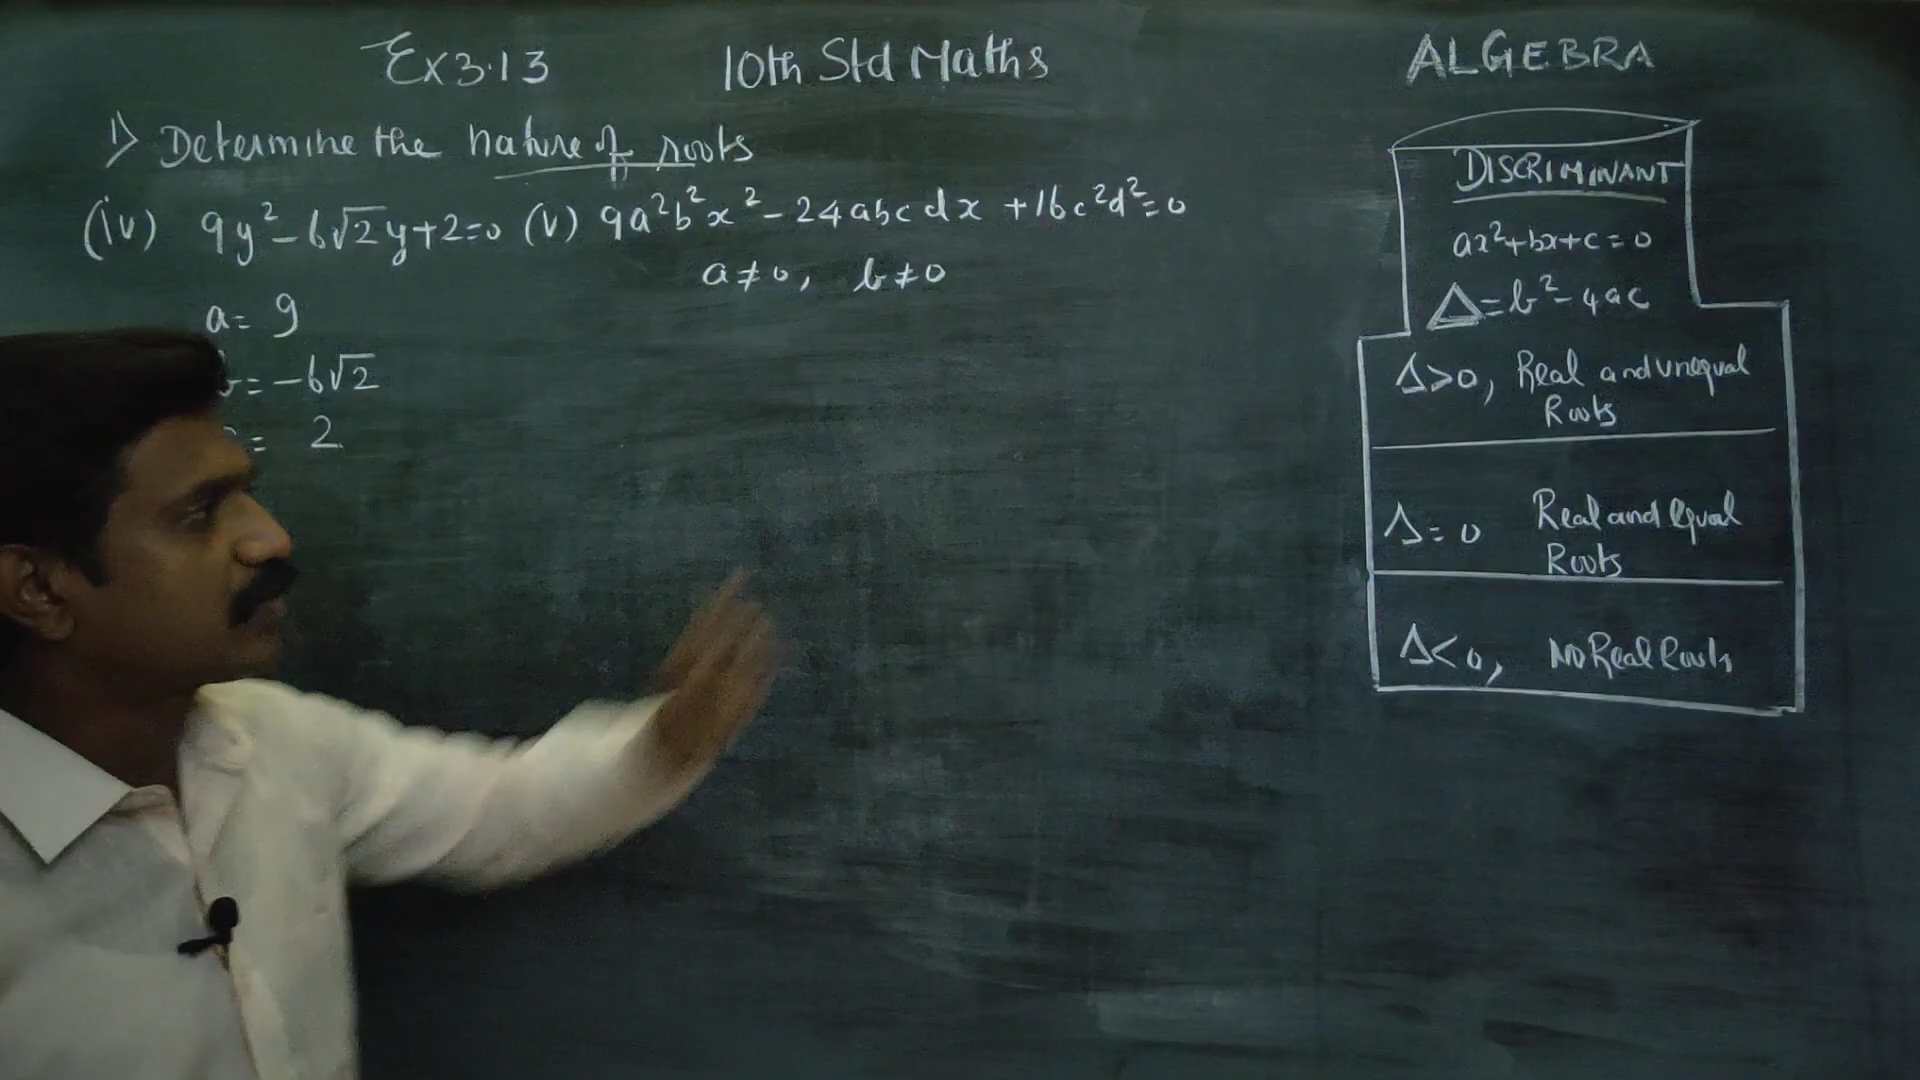 Ex 3.13 10th Std Maths ALGEBRA
1) Determine the nature of roots
(iv) 9y² - 6√2y + 2 = 0 (v) 9a²b²x² - 24abcdx + 16c²d² = 0
a ≠ 0, b ≠ 0
a = 9
= -6√2
= 2
DISCRIMINANT
ax² + bx + c = 0
Δ = b² - 4ac
Δ > 0, Real and unequal
Roots
Δ = 0 Real and Equal
Roots
Δ < 0, No Real Roots